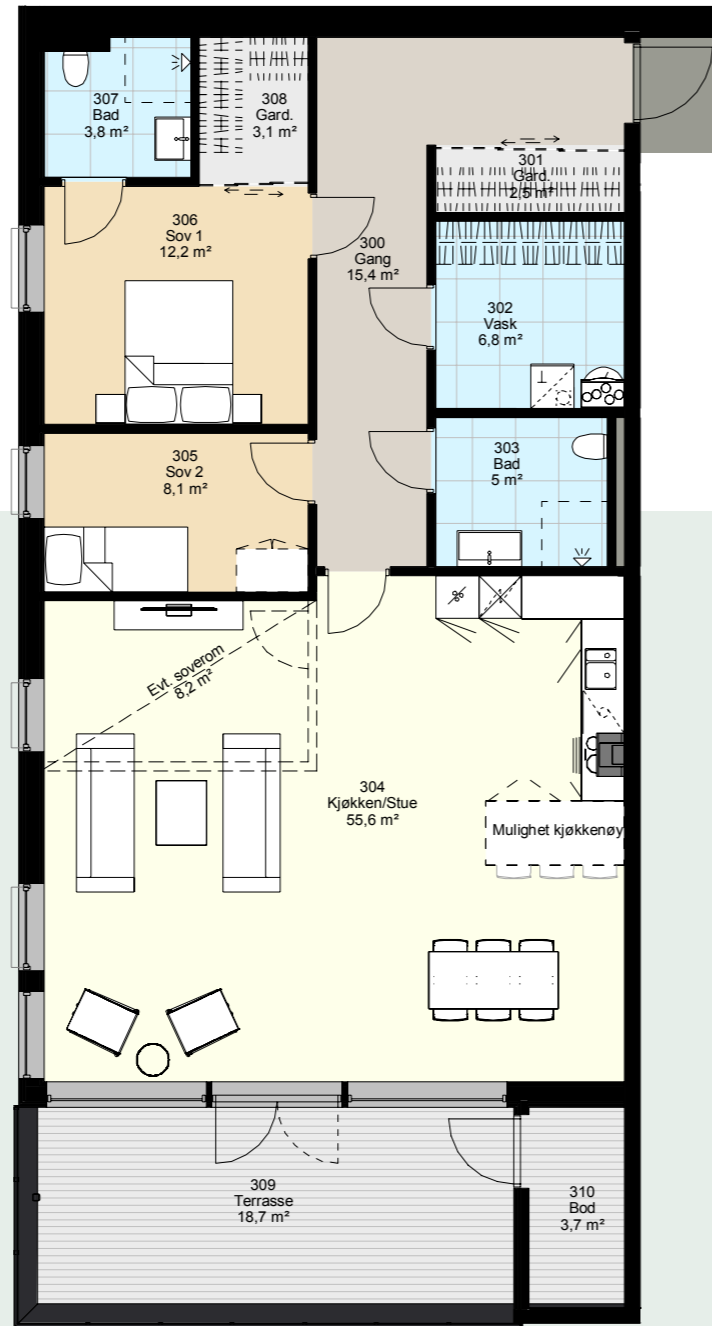 307
Bad
3,8 m²
308
Gard.
3,1 m²
301
Gard.
2,5 m²
306
Sov 1
12,2 m²
300
Gang
15,4 m²
302
Vask
6,8 m²
305
Sov 2
8,1 m²
303
Bad
5 m²
Evt. soverom
8,2 m²
304
Kjøkken/Stue
55,6 m²
Mulighet kjøkkenøy
309
Terrasse
18,7 m²
310
Bod
3,7 m²